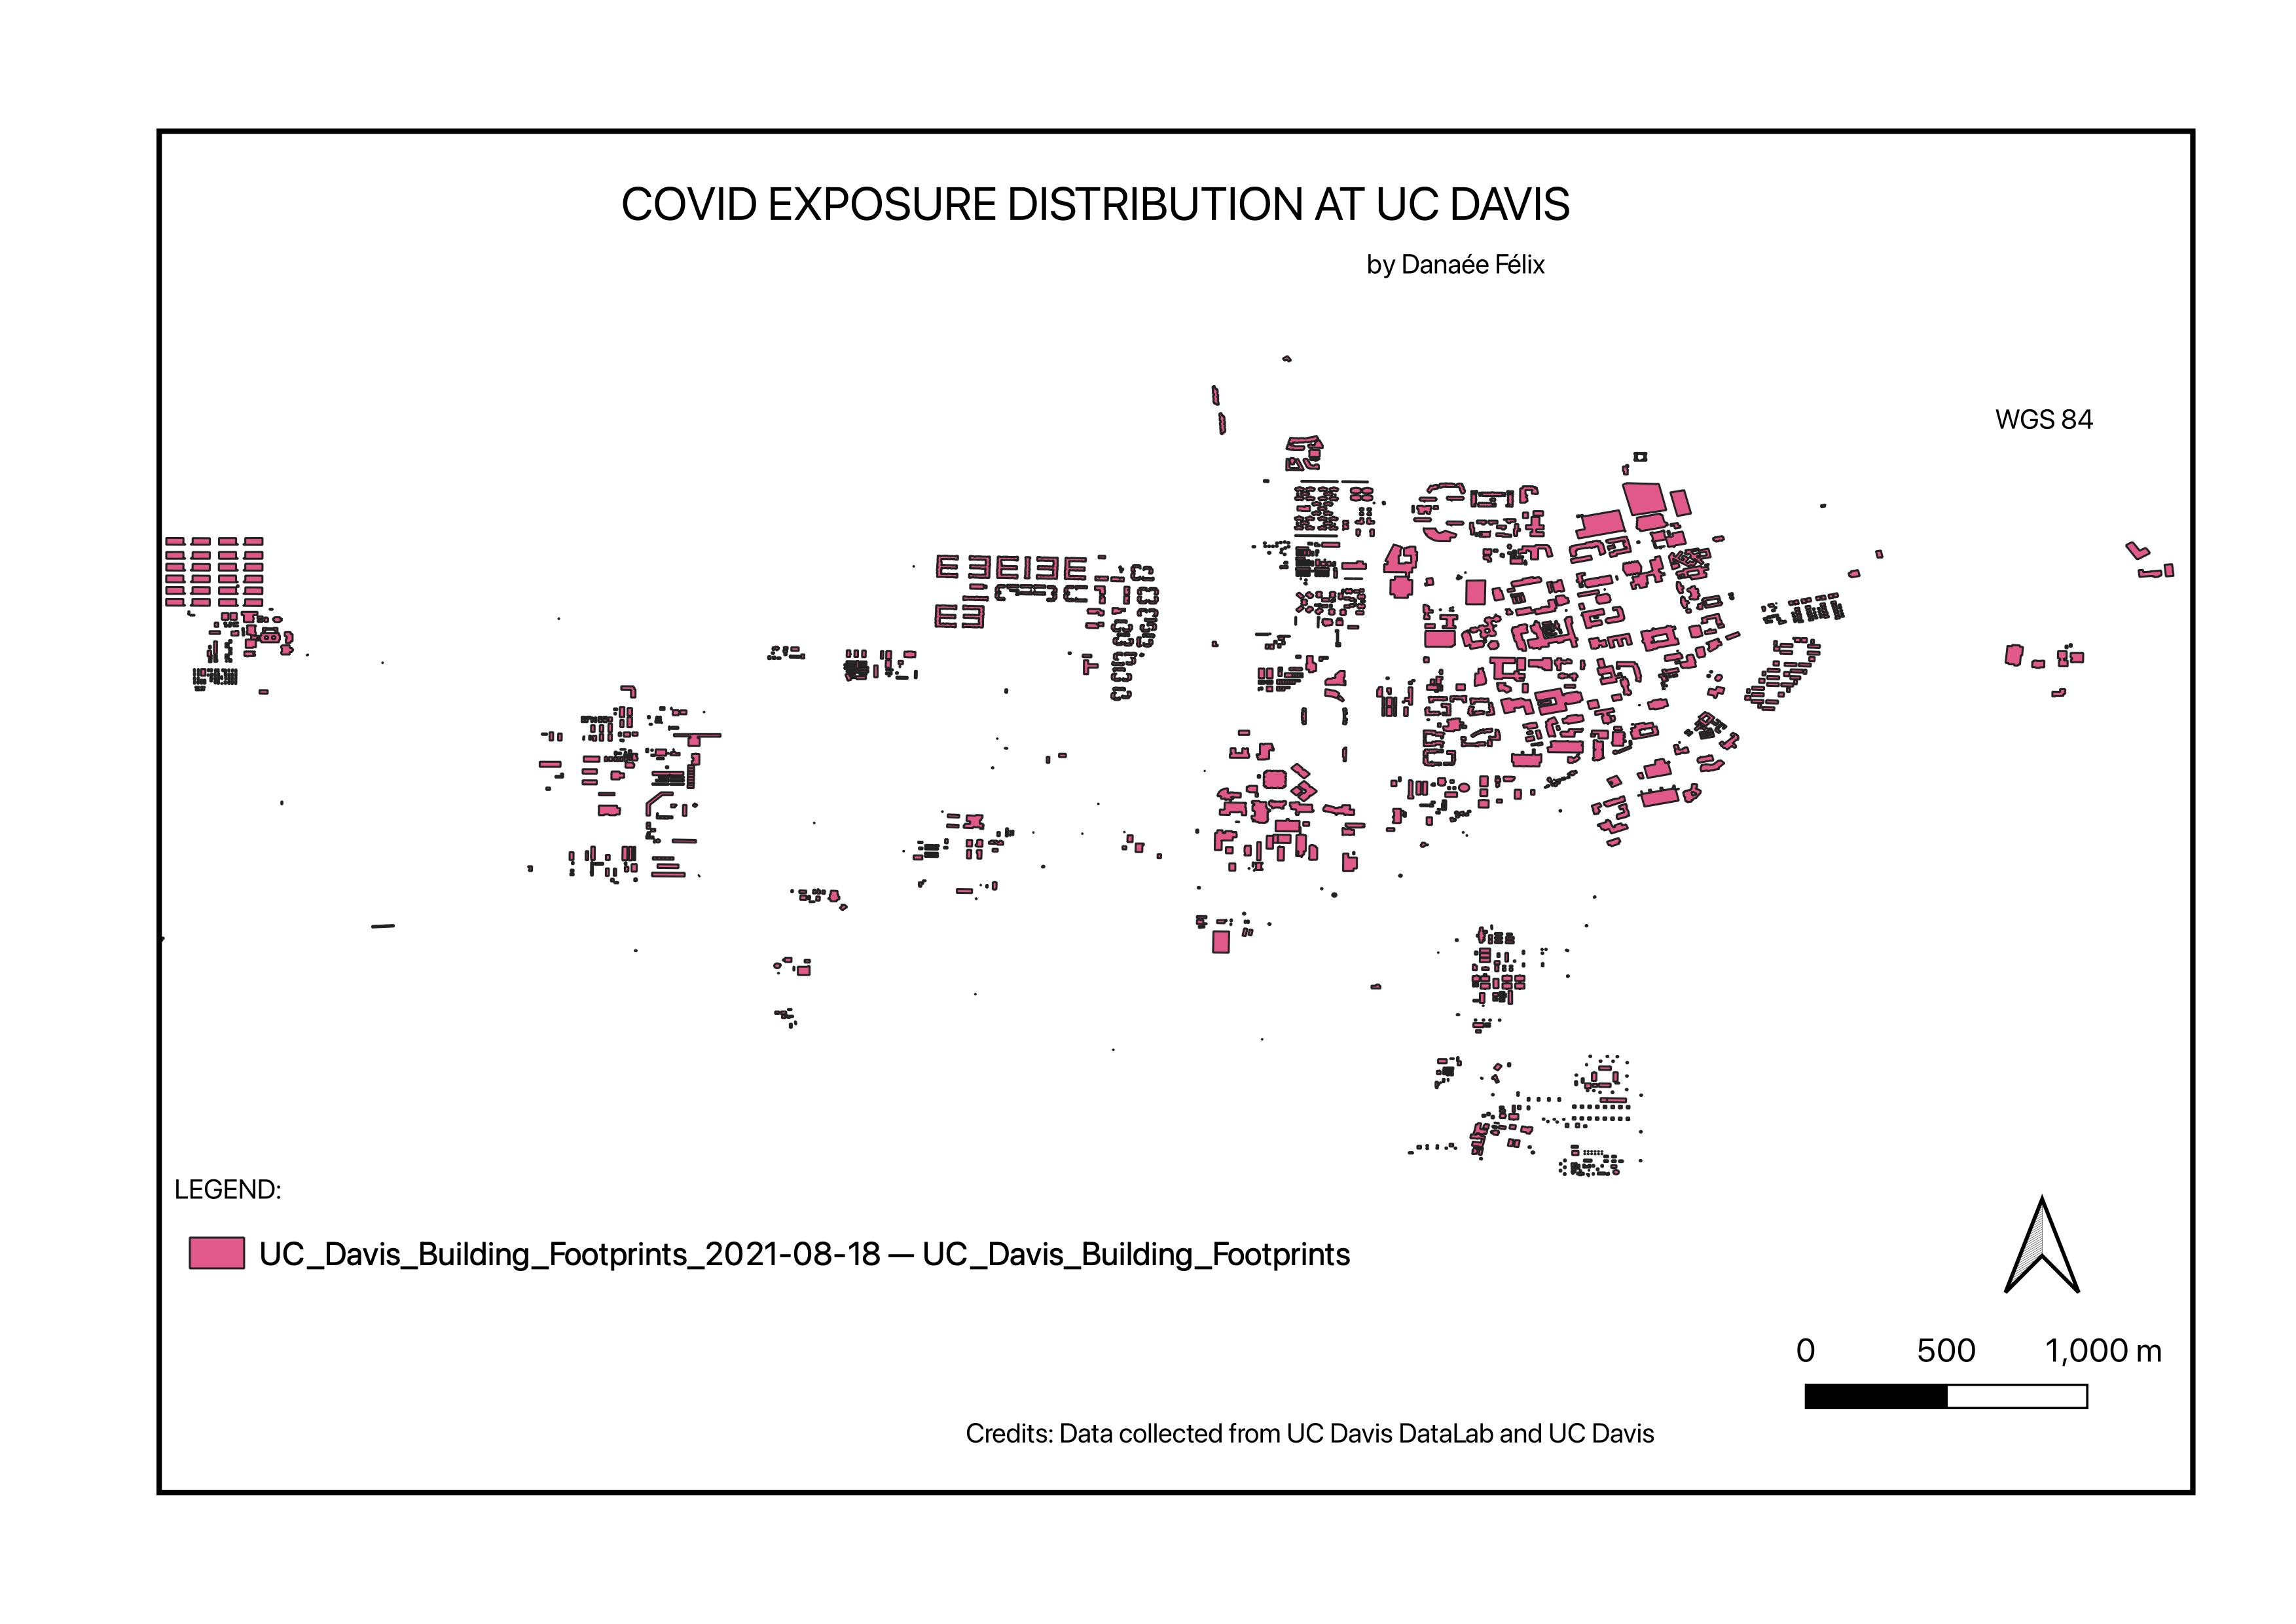 COVID EXPOSURE DISTRIBUTION AT UC DAVIS
by Danaée Félix
WGS 84
LEGEND:
UC_Davis_Building_Footprints_2021-08-18 — UC_Davis_Building_Footprints
0 500 1,000 m
Credits: Data collected from UC Davis DataLab and UC Davis